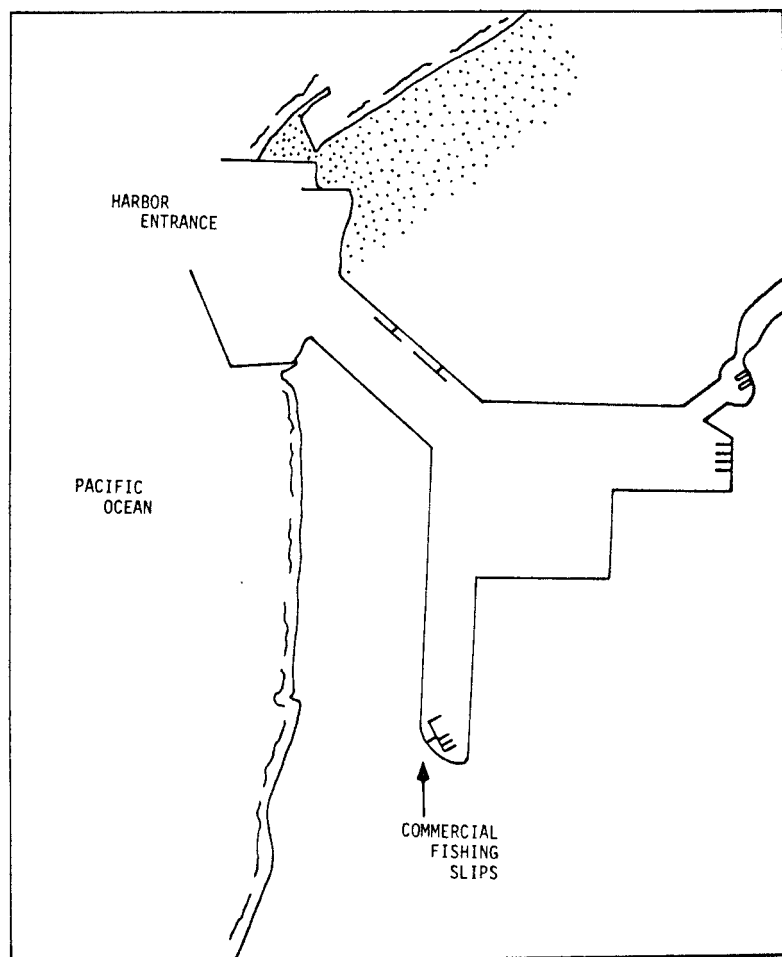 HARBOR
ENTRANCE
PACIFIC
OCEAN
COMMERCIAL
FISHING
SLIPS